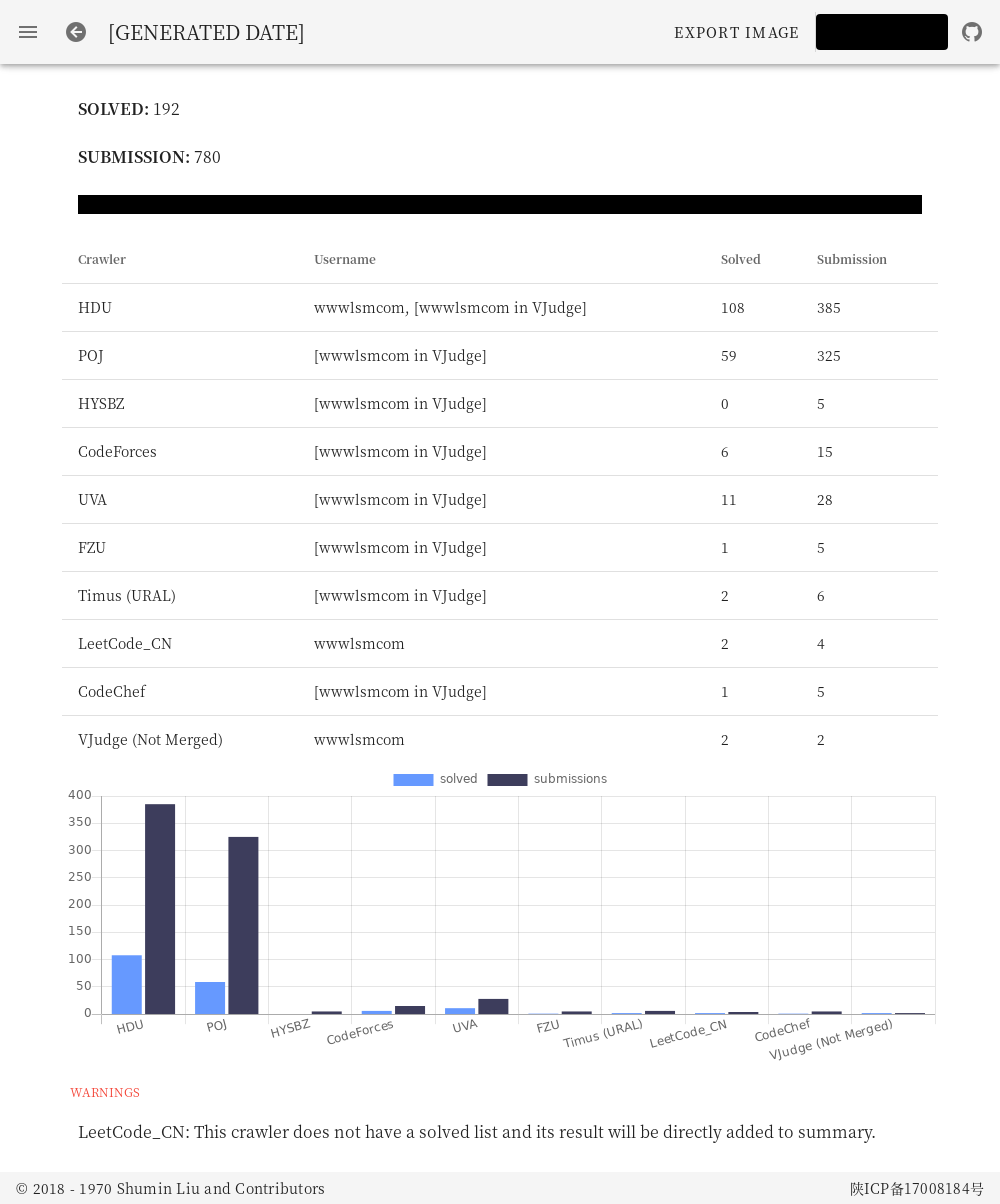 [GENERATED DATE] EXPORT IMAGE
SOLVED: 192
SUBMISSION: 780
Crawler Username Solved Submission
HDU wwwlsmcom, [wwwlsmcom in VJudge] 108 385
POJ [wwwlsmcom in VJudge] 59 325
HYSBZ [wwwlsmcom in VJudge] 0 5
CodeForces [wwwlsmcom in VJudge] 6 15
UVA [wwwlsmcom in VJudge] 11 28
FZU [wwwlsmcom in VJudge] 1 5
Timus (URAL) [wwwlsmcom in VJudge] 2 6
LeetCode_CN wwwlsmcom 2 4
CodeChef [wwwlsmcom in VJudge] 1 5
VJudge (Not Merged) wwwlsmcom 2 2
solved submissions
400
350
300
250
200
150
100
50
0
HDU POJ HYSBZ CodeForces UVA FZU Timus (URAL) LeetCode_CN CodeChef VJudge (Not Merged)
WARNINGS
LeetCode_CN: This crawler does not have a solved list and its result will be directly added to summary.
© 2018 - 1970 Shumin Liu and Contributors 陕ICP备17008184号